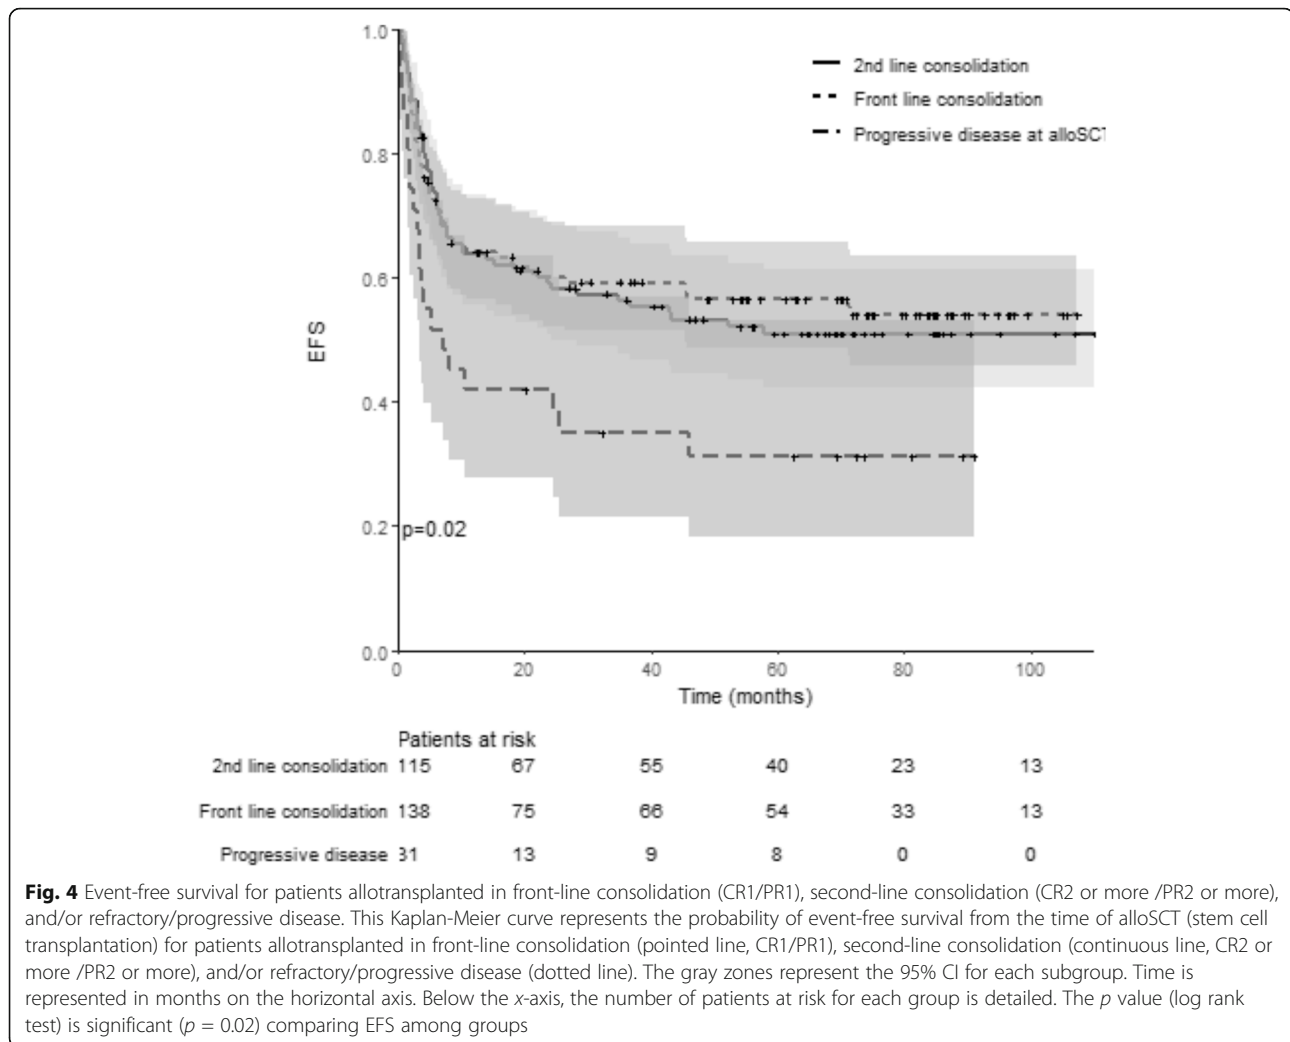 1.0
2nd line consolidation
Front line consolidation
Progressive disease at alloSCT
0.8
0.6
EFS
0.4
0.2
p=0.02
0.0
0 20 40 60 80 100
Time (months)
Patients at risk
2nd line consolidation 115 67 55 40 23 13
Front line consolidation 138 75 66 54 33 13
Progressive disease 31 13 9 8 0 0
Fig. 4 Event-free survival for patients allotransplanted in front-line consolidation (CR1/PR1), second-line consolidation (CR2 or more /PR2 or more),
and/or refractory/progressive disease. This Kaplan-Meier curve represents the probability of event-free survival from the time of alloSCT (stem cell
transplantation) for patients allotransplanted in front-line consolidation (pointed line, CR1/PR1), second-line consolidation (continuous line, CR2 or
more /PR2 or more), and/or refractory/progressive disease (dotted line). The gray zones represent the 95% CI for each subgroup. Time is
represented in months on the horizontal axis. Below the x-axis, the number of patients at risk for each group is detailed. The p value (log rank
test) is significant (p = 0.02) comparing EFS among groups